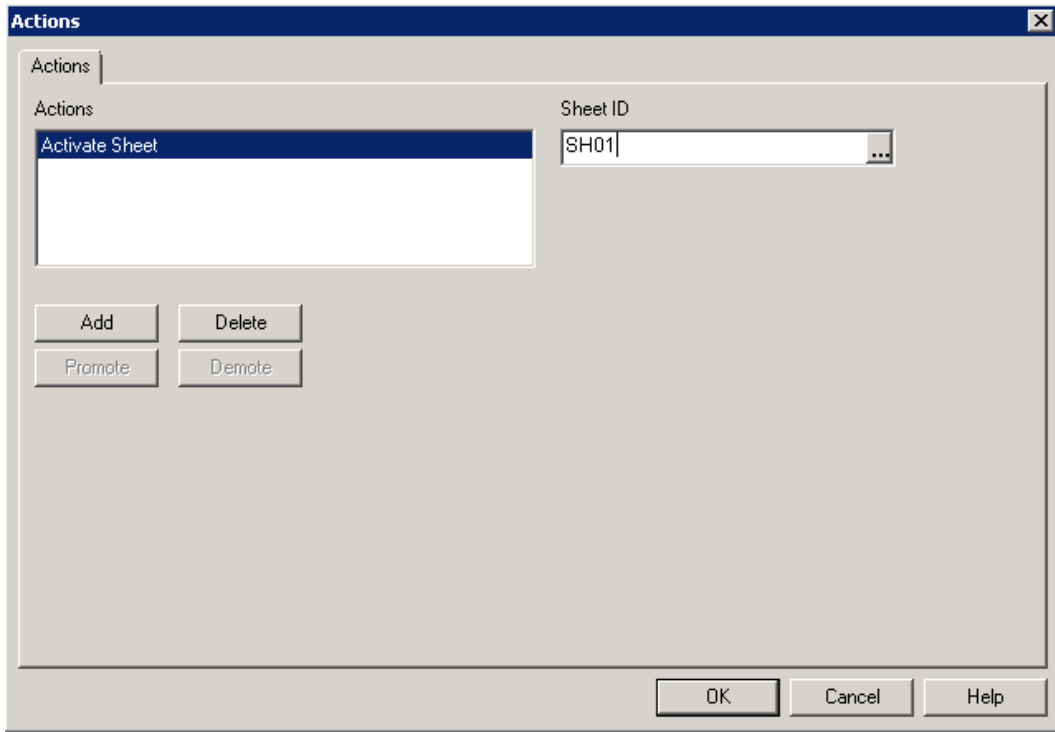 Actions
Actions
Actions
Sheet ID
Activate Sheet
SH01
...
Add
Delete
Promote
Demote
OK
Cancel
Help